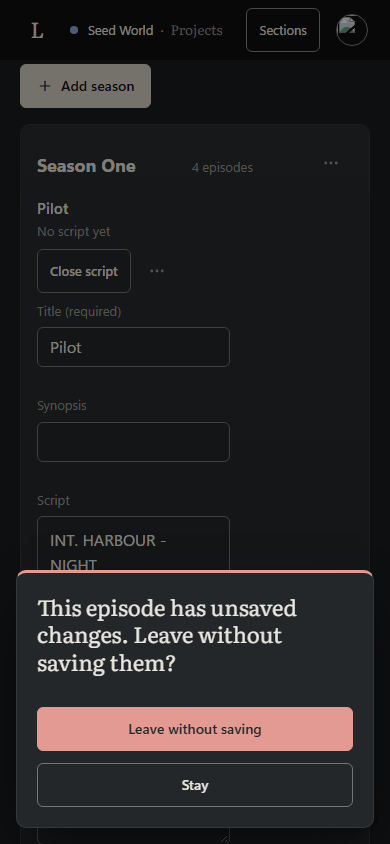 L
Seed World · Projects
Sections
+ Add season
Season One
4 episodes
...
Pilot
No script yet
Close script
...
Title (required)
Pilot
Synopsis
Script
INT. HARBOUR -
NIGHT
This episode has unsaved
changes. Leave without
saving them?
Leave without saving
Stay